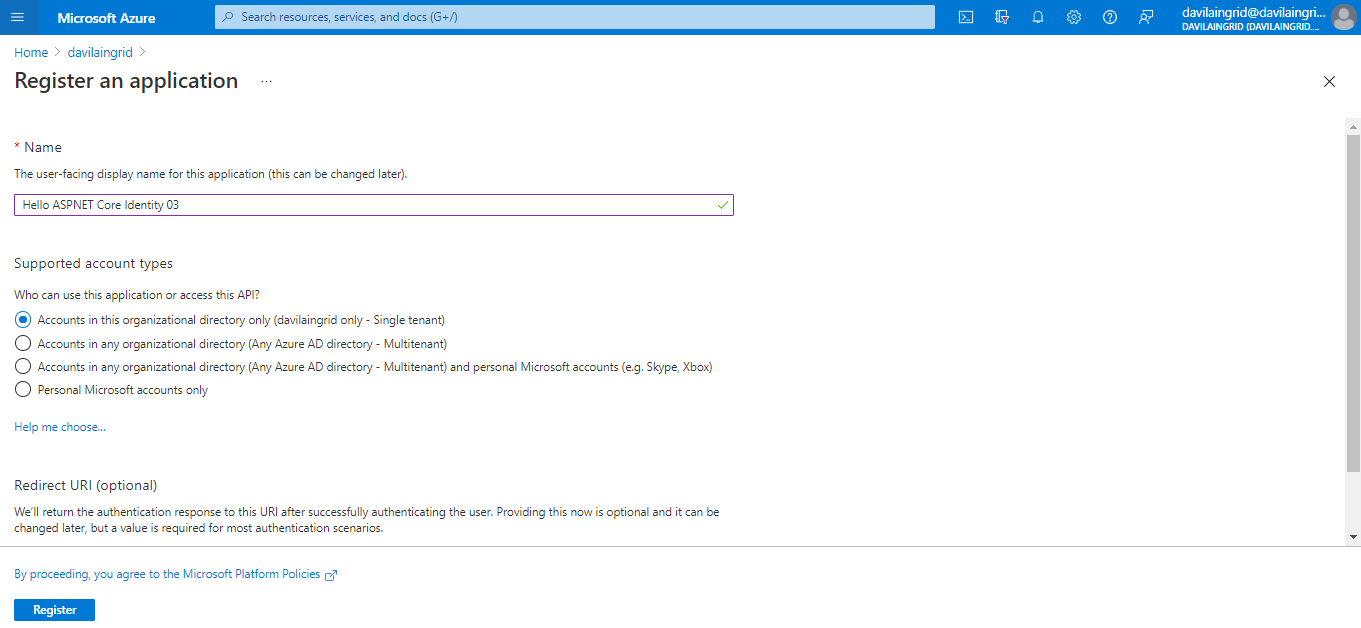 Microsoft Azure
Search resources, services, and docs (G+/)
davilaingrid@davilaingri...
DAVILAINGRID (DAVILAINGRID....
Home > davilaingrid >
Register an application ...
* Name
The user-facing display name for this application (this can be changed later).
Hello ASPNET Core Identity 03
Supported account types
Who can use this application or access this API?
Accounts in this organizational directory only (davilaingrid only - Single tenant)
Accounts in any organizational directory (Any Azure AD directory - Multitenant)
Accounts in any organizational directory (Any Azure AD directory - Multitenant) and personal Microsoft accounts (e.g. Skype, Xbox)
Personal Microsoft accounts only
Help me choose...
Redirect URI (optional)
We'll return the authentication response to this URI after successfully authenticating the user. Providing this now is optional and it can be
changed later, but a value is required for most authentication scenarios.
By proceeding, you agree to the Microsoft Platform Policies
Register